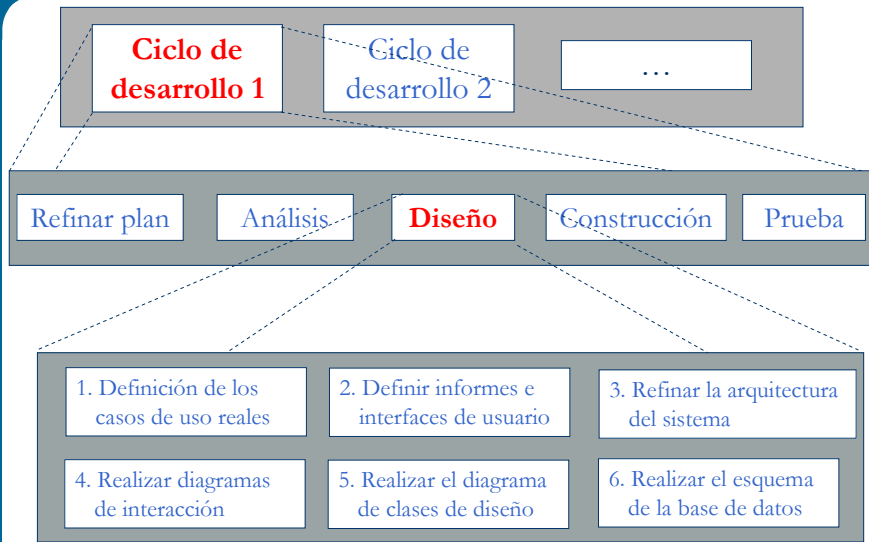 Ciclo de
desarrollo 1
Ciclo de
desarrollo 2
…
Refinar plan
Análisis
Diseño
Construcción
Prueba
1. Definición de los
casos de uso reales
2. Definir informes e
interfaces de usuario
3. Refinar la arquitectura
del sistema
4. Realizar diagramas
de interacción
5. Realizar el diagrama
de clases de diseño
6. Realizar el esquema
de la base de datos